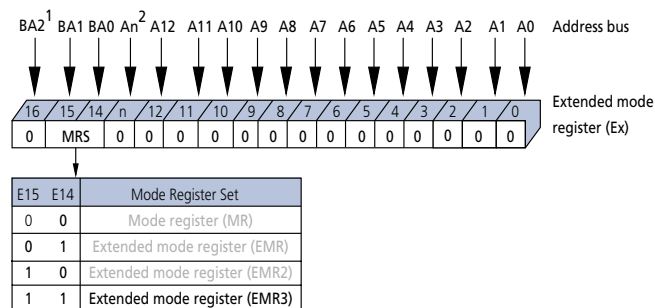 BA2¹ BA1 BA0 An² A12 A11 A10 A9 A8 A7 A6 A5 A4 A3 A2 A1 A0 Address bus
16 15 14 n 12 11 10 9 8 7 6 5 4 3 2 1 0 Extended mode
register (Ex)
0 MRS 0 0 0 0 0 0 0 0 0 0 0 0 0 0
E15 E14 Mode Register Set
0 0 Mode register (MR)
0 1 Extended mode register (EMR)
1 0 Extended mode register (EMR2)
1 1 Extended mode register (EMR3)